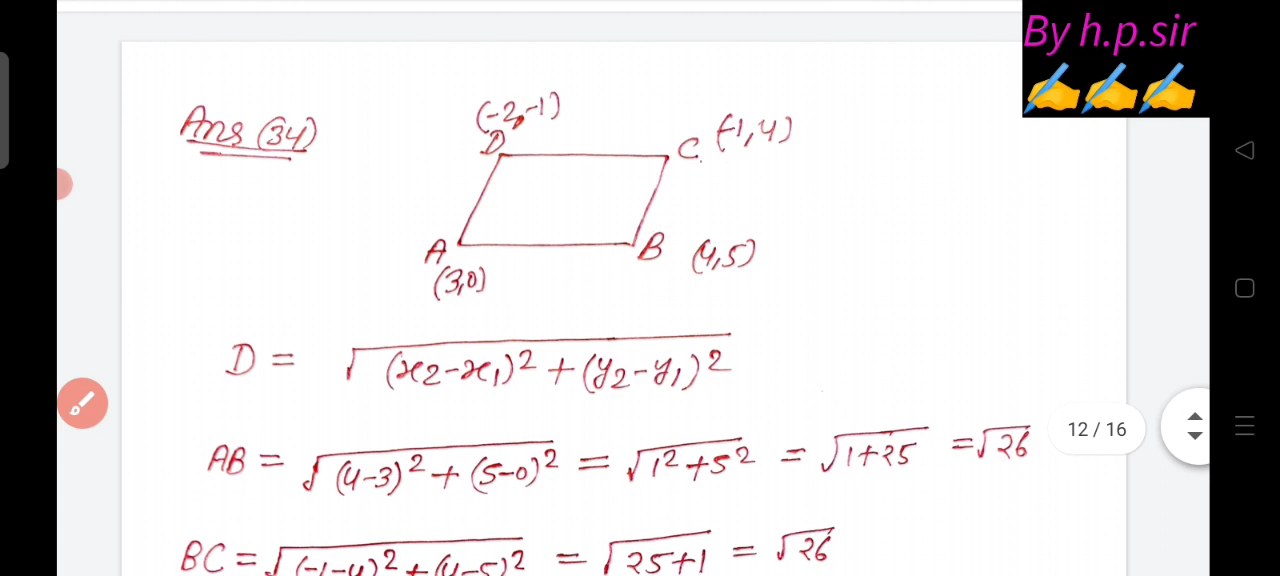 By h.p.sir
Ans (34)
(-2,-1)
D
C (-1,4)
A
B (4,5)
(3,0)
D = √(x2-x1)2 + (y2-y1)2
AB = √(4-3)2 + (5-0)2 = √12+52 = √1+25 = √26
12 / 16
BC = √(-1-4)2 + (4-5)2 = √25+1 = √26